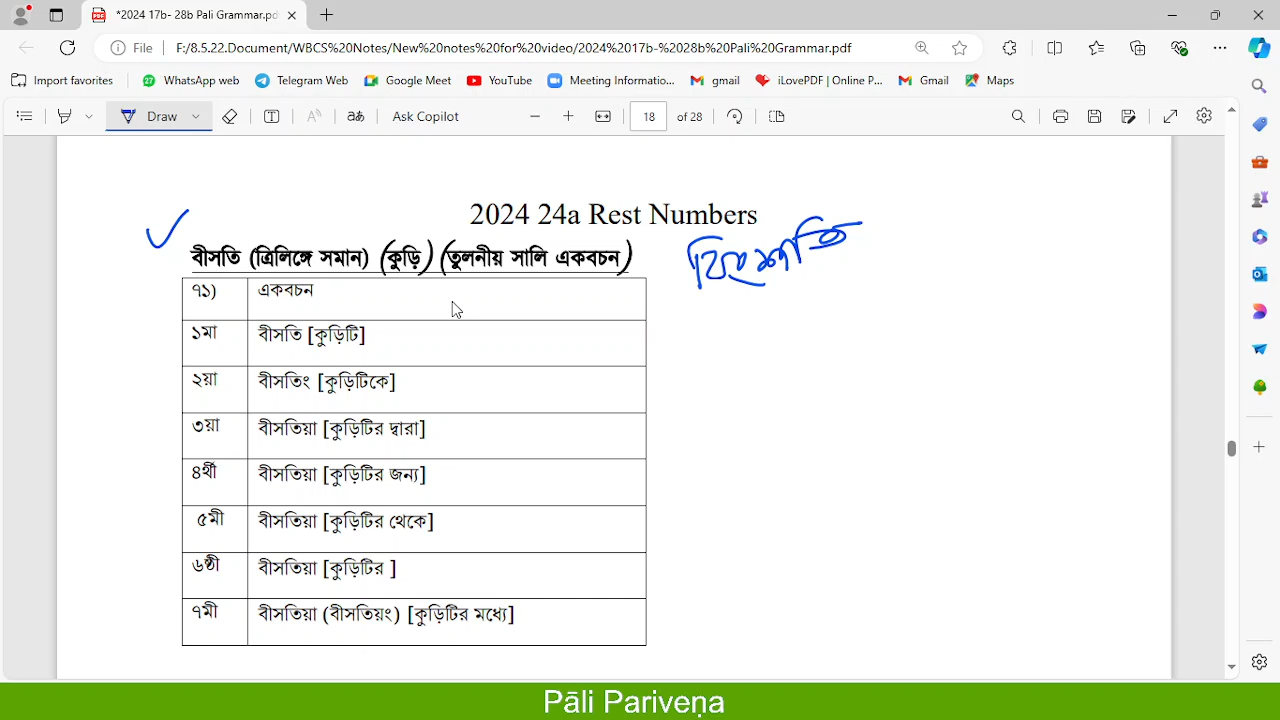 *2024 17b- 28b Pali Grammar.pd
File F:/8.5.22.Document/WBCS%20Notes/New%20notes%20for%20video/2024%2017b-%2028b%20Pali%20Grammar.pdf
Import favorites WhatsApp web Telegram Web Google Meet YouTube Meeting Informatio... gmail iLovePDF | Online P... Gmail Maps
Draw aあ Ask Copilot 18 of 28
2024 24a Rest Numbers
বীসতি (ত্রিলিঙ্গে সমান) (কুড়ি) (তুলনীয় সালি একবচন) বিংশতি
৭১) একবচন
১মা বীসতি [কুড়িটি]
২য়া বীসতিং [কুড়িটিকে]
৩য়া বীসতিয়া [কুড়িটির দ্বারা]
৪র্থী বীসতিয়া [কুড়িটির জন্য]
৫মী বীসতিয়া [কুড়িটির থেকে]
৬ষ্ঠী বীসতিয়া [কুড়িটির ]
৭মী বীসতিয়া (বীসতিয়ং) [কুড়িটির মধ্যে]
Pāli Pariveṇa